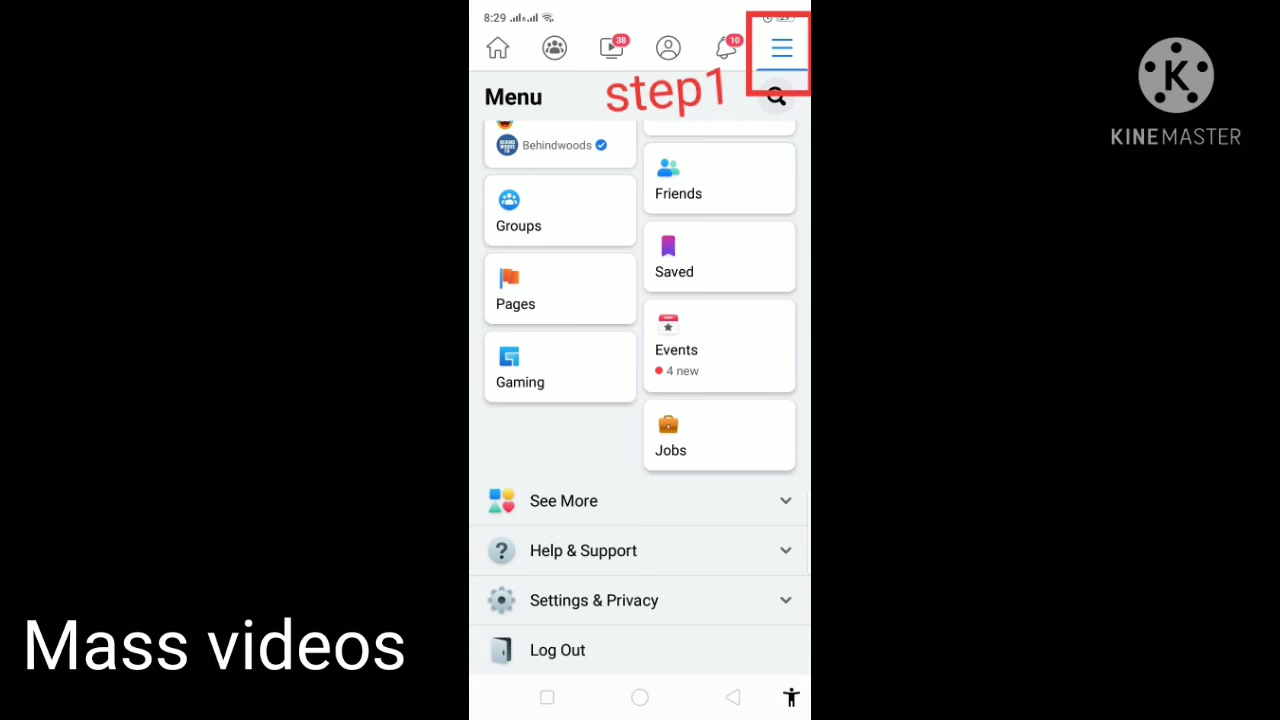 8:29
29
38
10
step1
Menu
Behindwoods
Friends
Groups
Saved
Pages
Events
4 new
Gaming
Jobs
See More
Help & Support
Settings & Privacy
Log Out
K
KINEMASTER
Mass videos